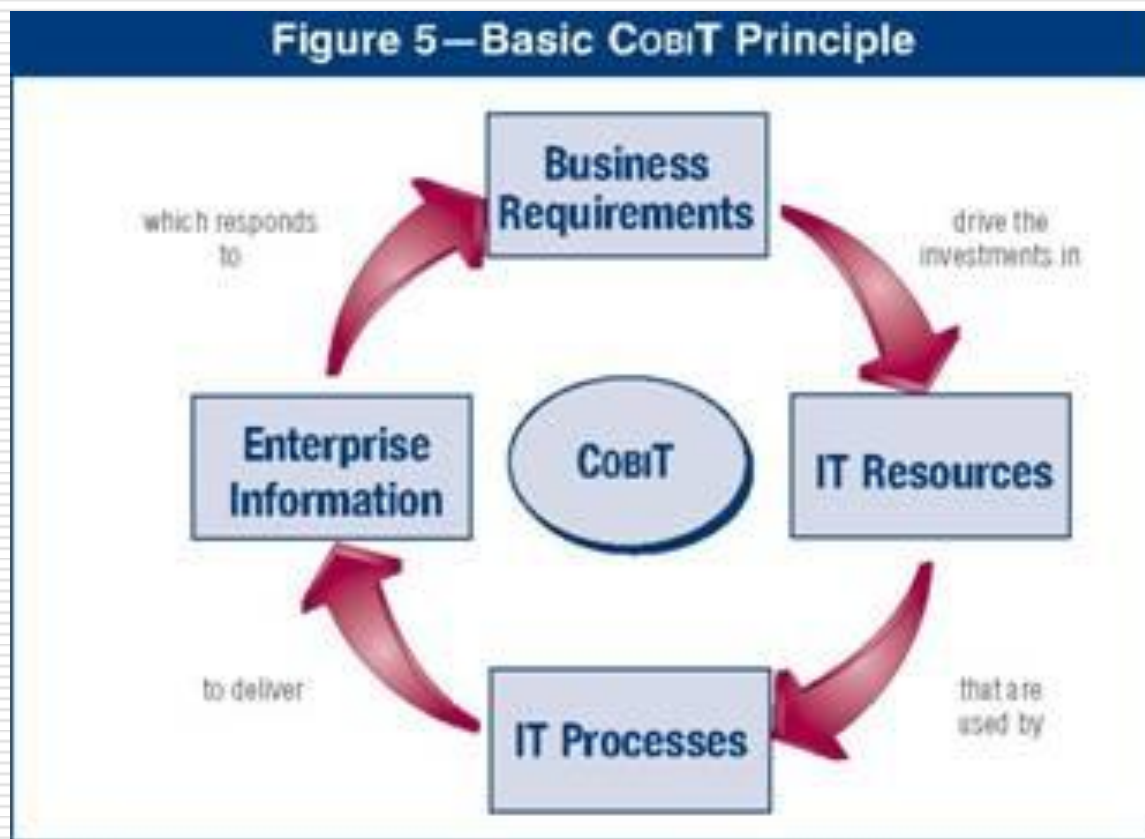 Figure 5—Basic COBIT Principle
Business
Requirements
which responds
to
drive the
investments in
Enterprise
Information
COBIT
IT Resources
to deliver
that are
used by
IT Processes